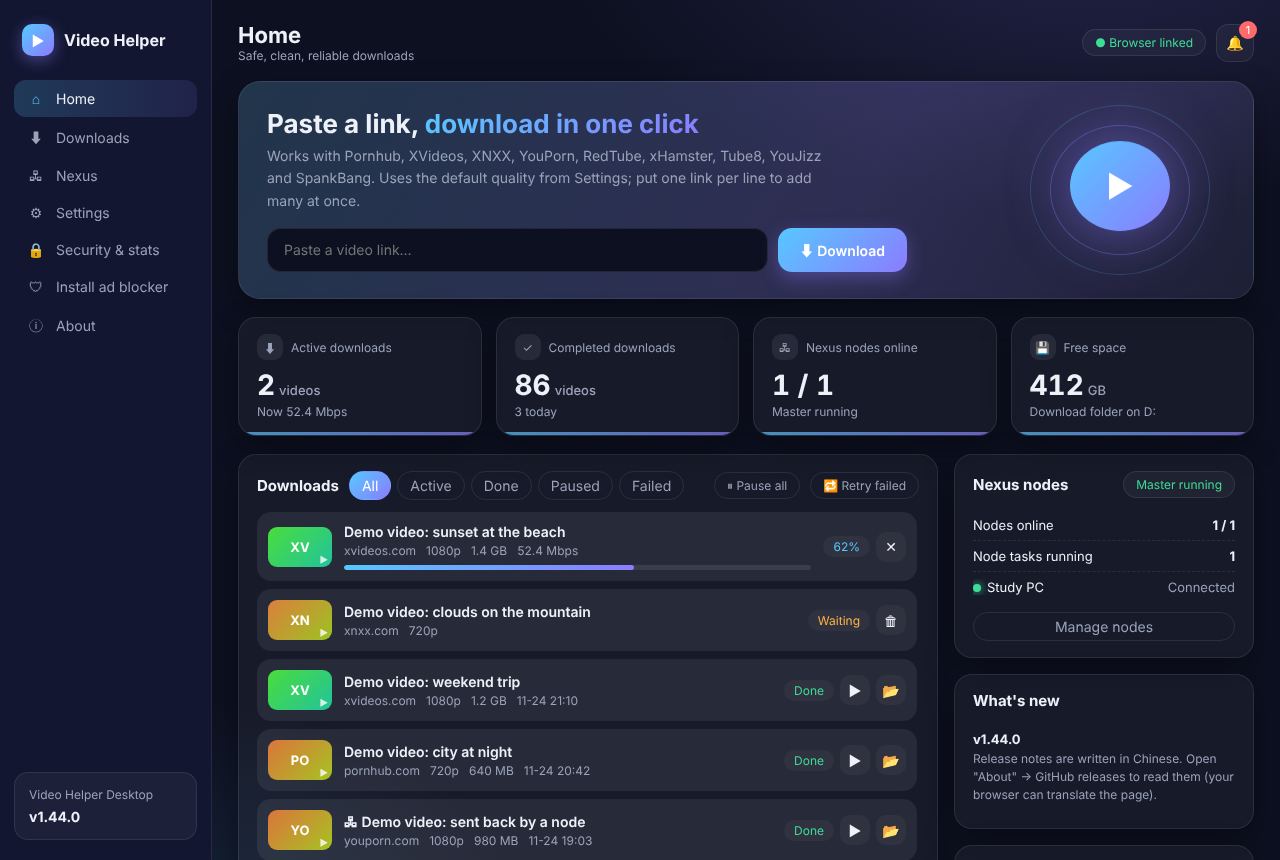 Video Helper
Home
Downloads
Nexus
Settings
Security & stats
Install ad blocker
About
Video Helper Desktop
v1.44.0
Home
Safe, clean, reliable downloads
Browser linked
1
Paste a link, download in one click
Works with Pornhub, XVideos, XNXX, YouPorn, RedTube, xHamster, Tube8, YouJizz
and SpankBang. Uses the default quality from Settings; put one link per line to add
many at once.
Paste a video link...
Download
Active downloads
2 videos
Now 52.4 Mbps
Completed downloads
86 videos
3 today
Nexus nodes online
1 / 1
Master running
Free space
412 GB
Download folder on D:
Downloads
All
Active
Done
Paused
Failed
Pause all
Retry failed
XV
Demo video: sunset at the beach
xvideos.com 1080p 1.4 GB 52.4 Mbps
62%
XN
Demo video: clouds on the mountain
xnxx.com 720p
Waiting
XV
Demo video: weekend trip
xvideos.com 1080p 1.2 GB 11-24 21:10
Done
PO
Demo video: city at night
pornhub.com 720p 640 MB 11-24 20:42
Done
YO
Demo video: sent back by a node
youporn.com 1080p 980 MB 11-24 19:03
Done
Nexus nodes
Master running
Nodes online 1 / 1
Node tasks running 1
Study PC Connected
Manage nodes
What's new
v1.44.0
Release notes are written in Chinese. Open
"About" → GitHub releases to read them (your
browser can translate the page).